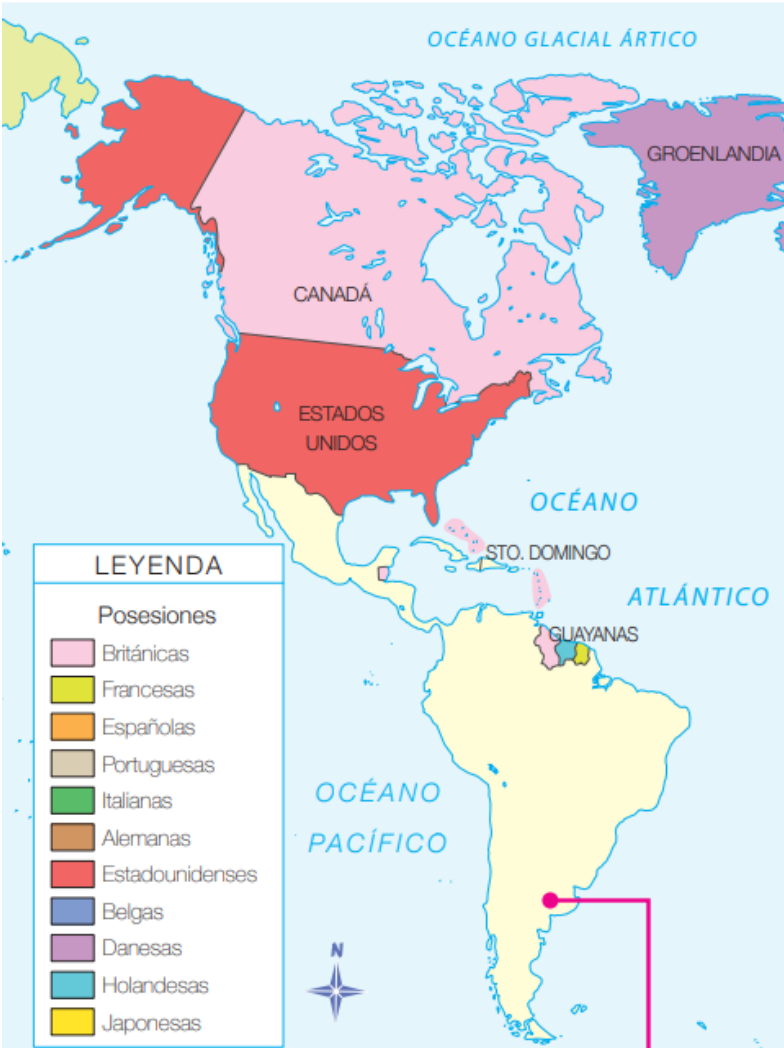 OCÉANO GLACIAL ÁRTICO
GROENLANDIA
CANADÁ
ESTADOS
UNIDOS
OCÉANO
ATLÁNTICO
STO. DOMINGO
GUAYANAS
LEYENDA
Posesiones
Británicas
Francesas
Españolas
Portuguesas
Italianas
Alemanas
Estadounidenses
Belgas
Danesas
Holandesas
Japonesas
OCÉANO
PACÍFICO
N